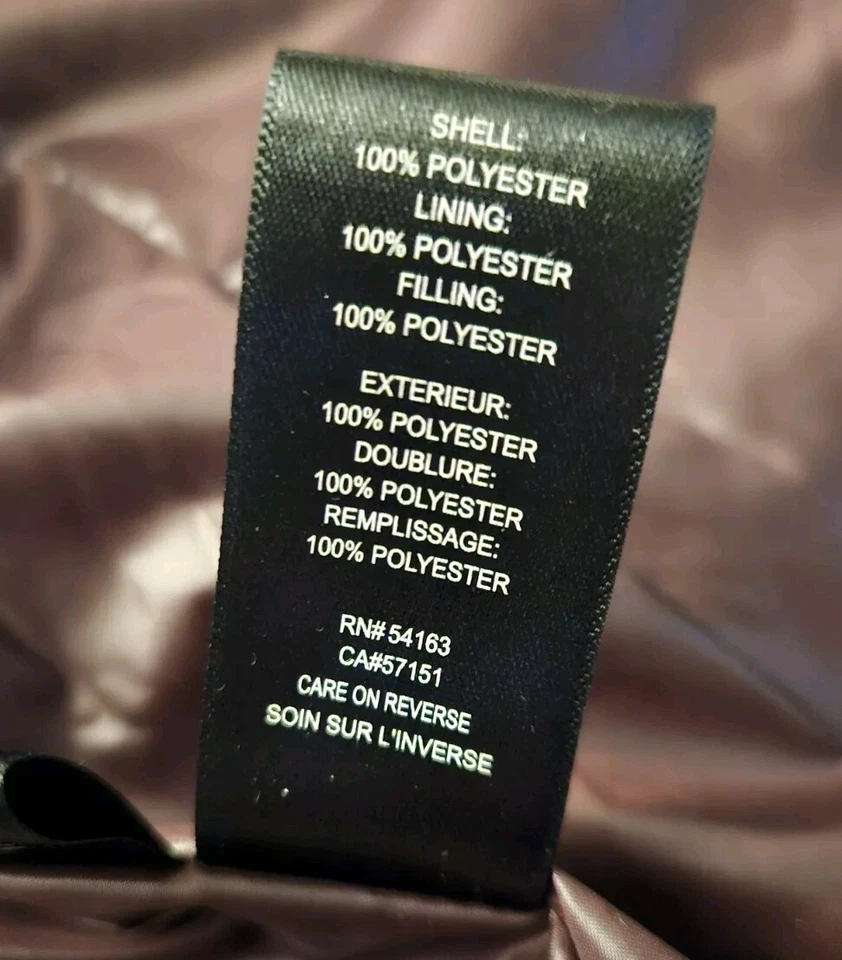 SHELL:
100% POLYESTER
LINING:
100% POLYESTER
FILLING:
100% POLYESTER
EXTERIEUR:
100% POLYESTER
DOUBLURE:
100% POLYESTER
REMPLISSAGE:
100% POLYESTER
RN# 54163
CA#57151
CARE ON REVERSE
SOIN SUR L'INVERSE